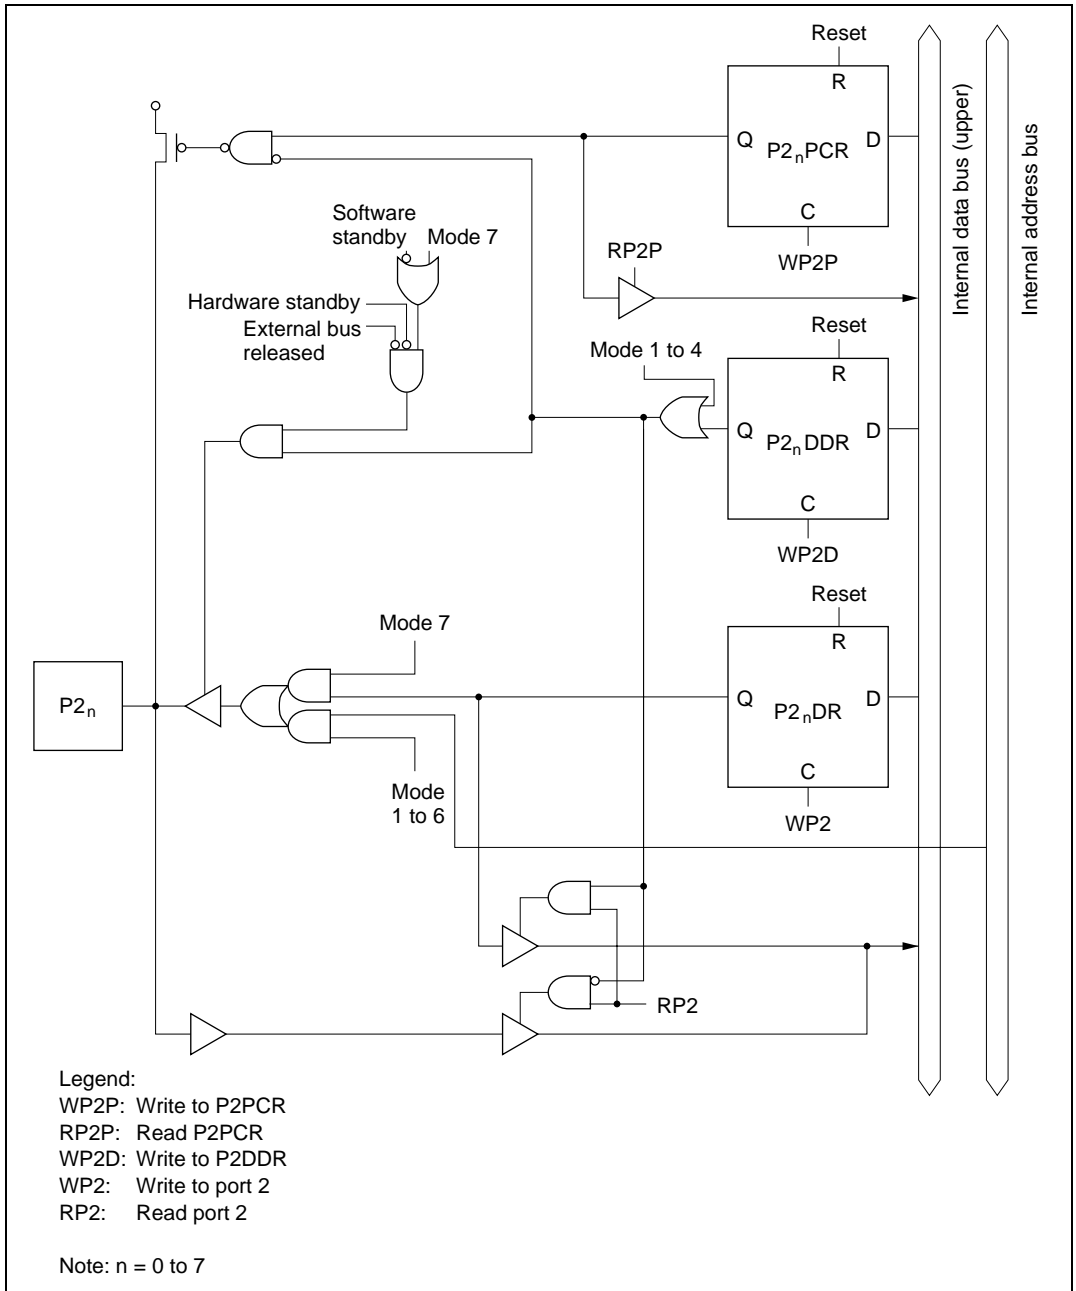 Reset
R
Q
P2nPCR
D
C
WP2P
Internal data bus (upper)
Internal address bus
Software
standby
Mode 7
RP2P
Hardware standby
External bus
released
Reset
Mode 1 to 4
R
Q
P2nDDR
D
C
WP2D
Reset
Mode 7
R
P2n
Q
P2nDR
D
C
Mode
1 to 6
WP2
RP2
Legend:
WP2P: Write to P2PCR
RP2P: Read P2PCR
WP2D: Write to P2DDR
WP2: Write to port 2
RP2: Read port 2
Note: n = 0 to 7